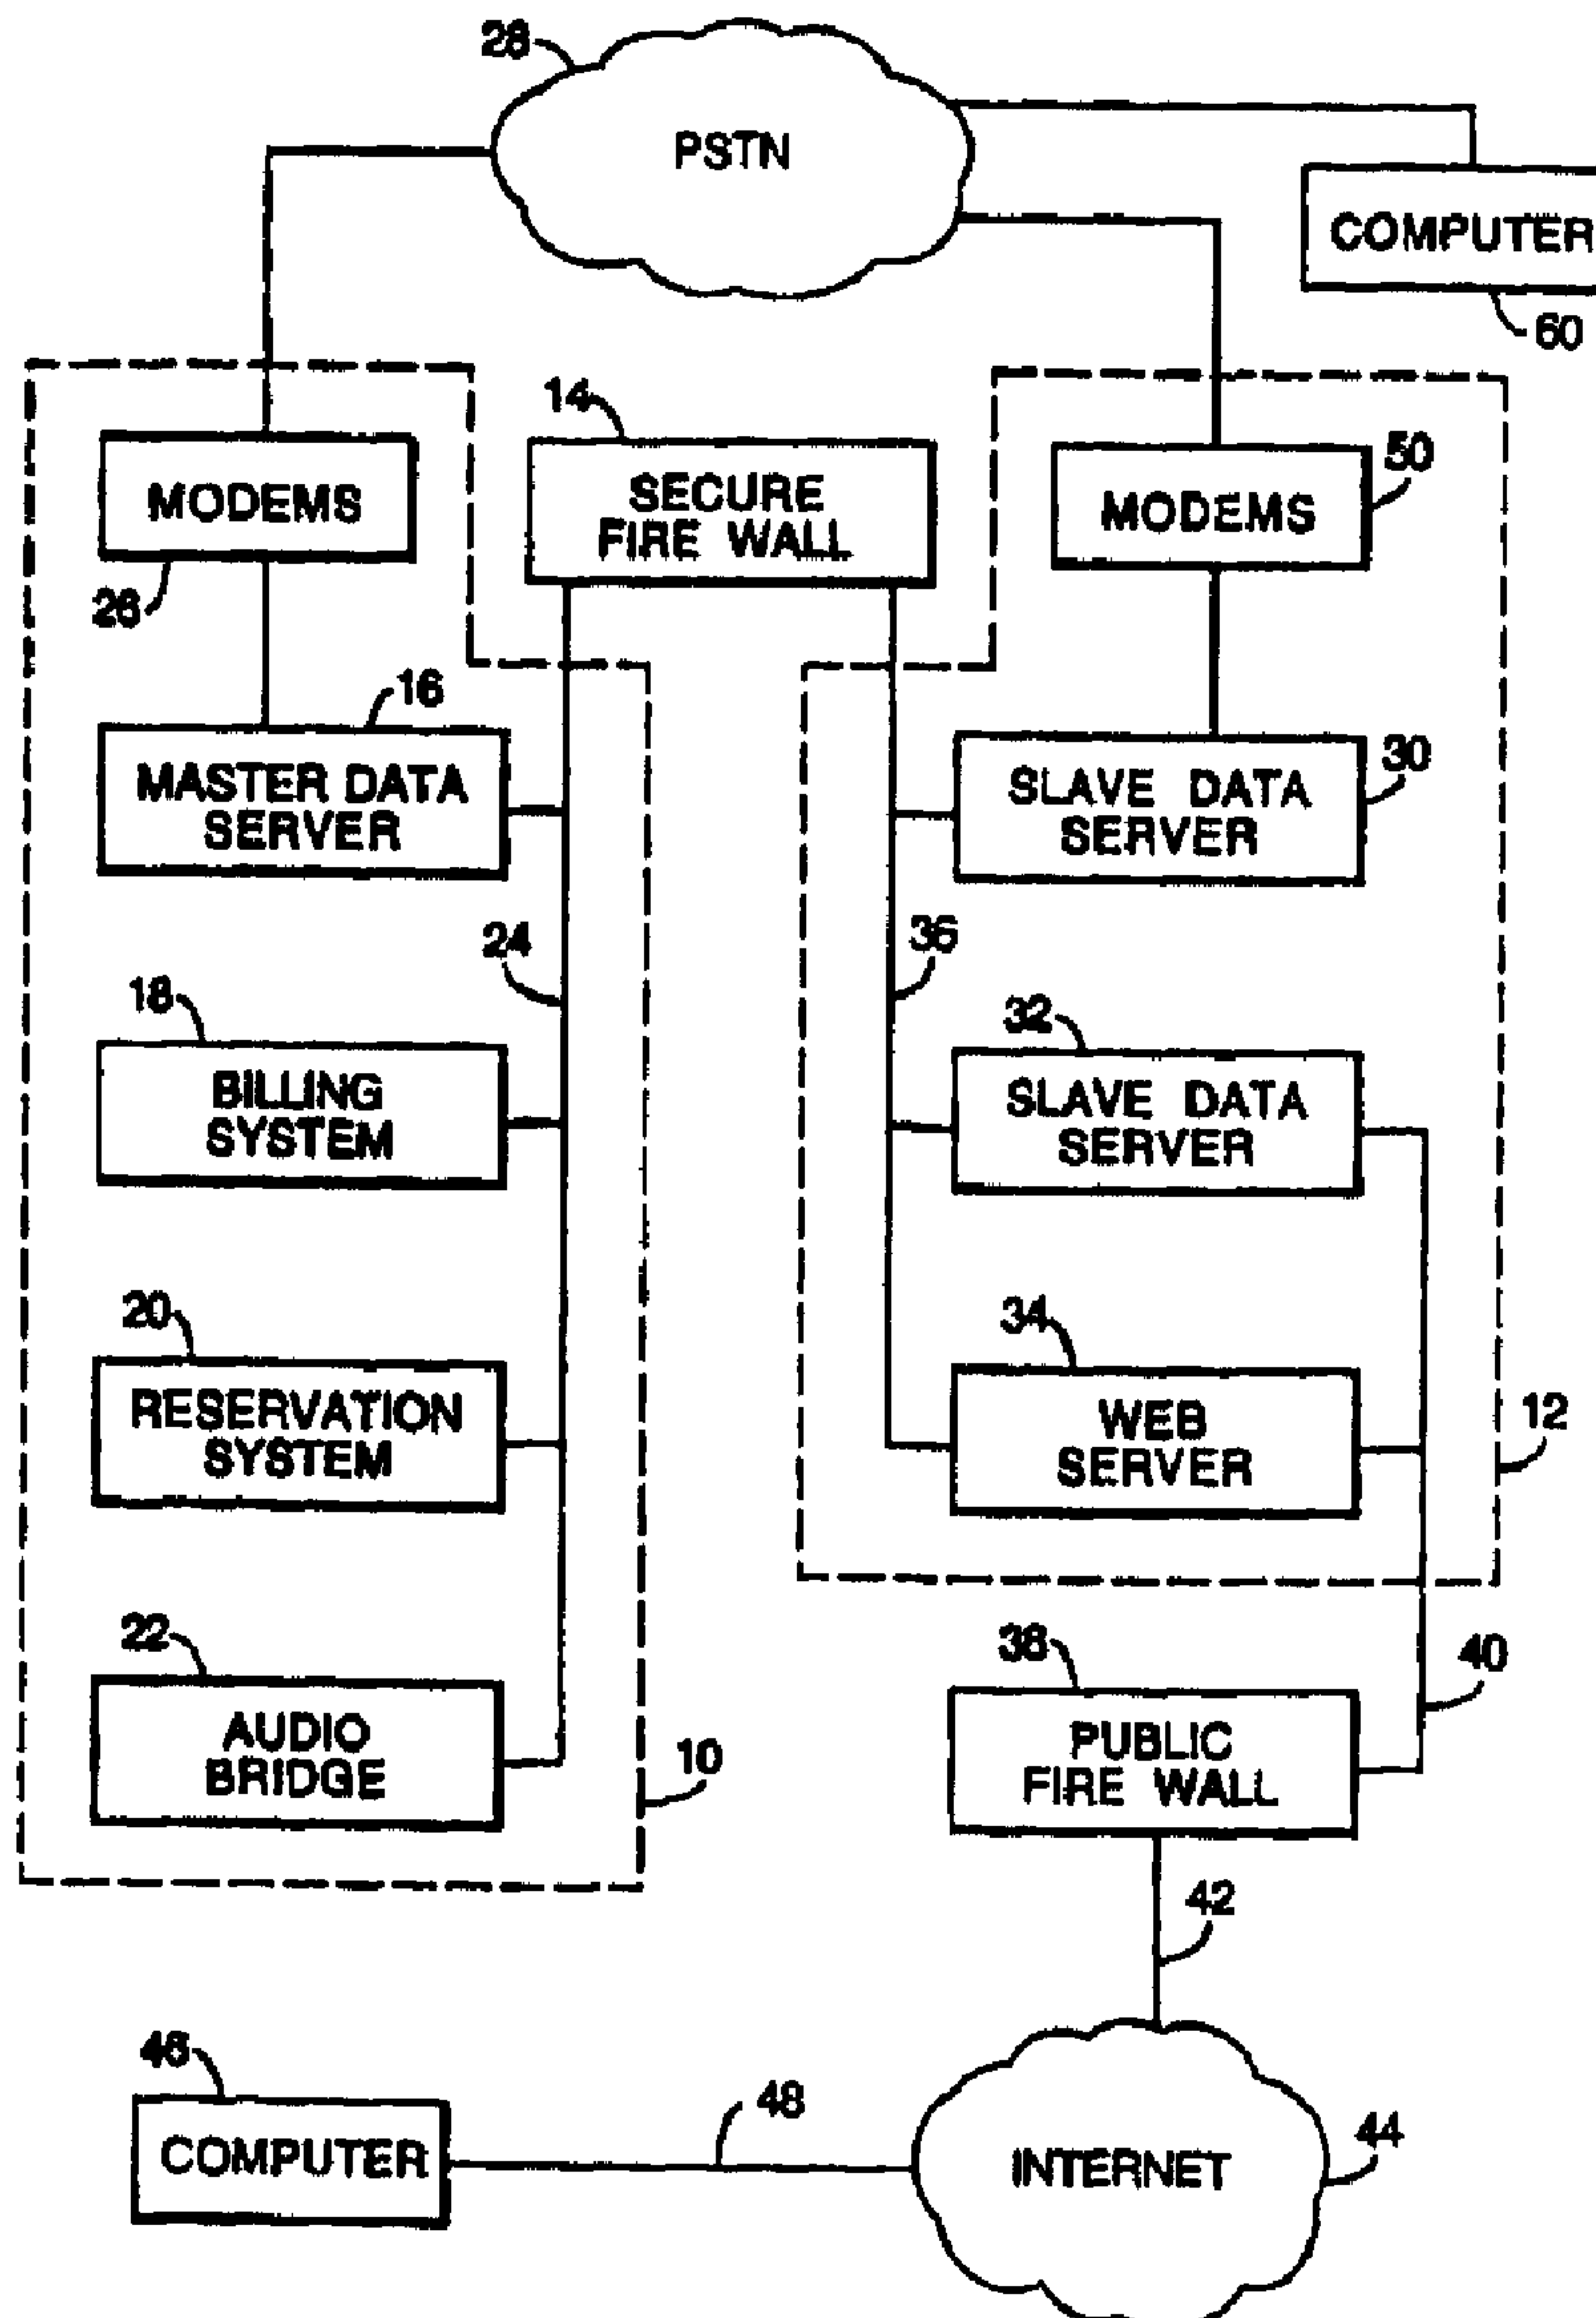 28
PSTN
COMPUTER
60
14
MODEMS
26
SECURE
FIRE WALL
MODEMS
50
16
MASTER DATA
SERVER
SLAVE DATA
SERVER
30
24
36
18
BILLING
SYSTEM
32
SLAVE DATA
SERVER
20
RESERVATION
SYSTEM
34
WEB
SERVER
12
22
AUDIO
BRIDGE
10
38
PUBLIC
FIRE WALL
40
42
46
COMPUTER
48
INTERNET
44